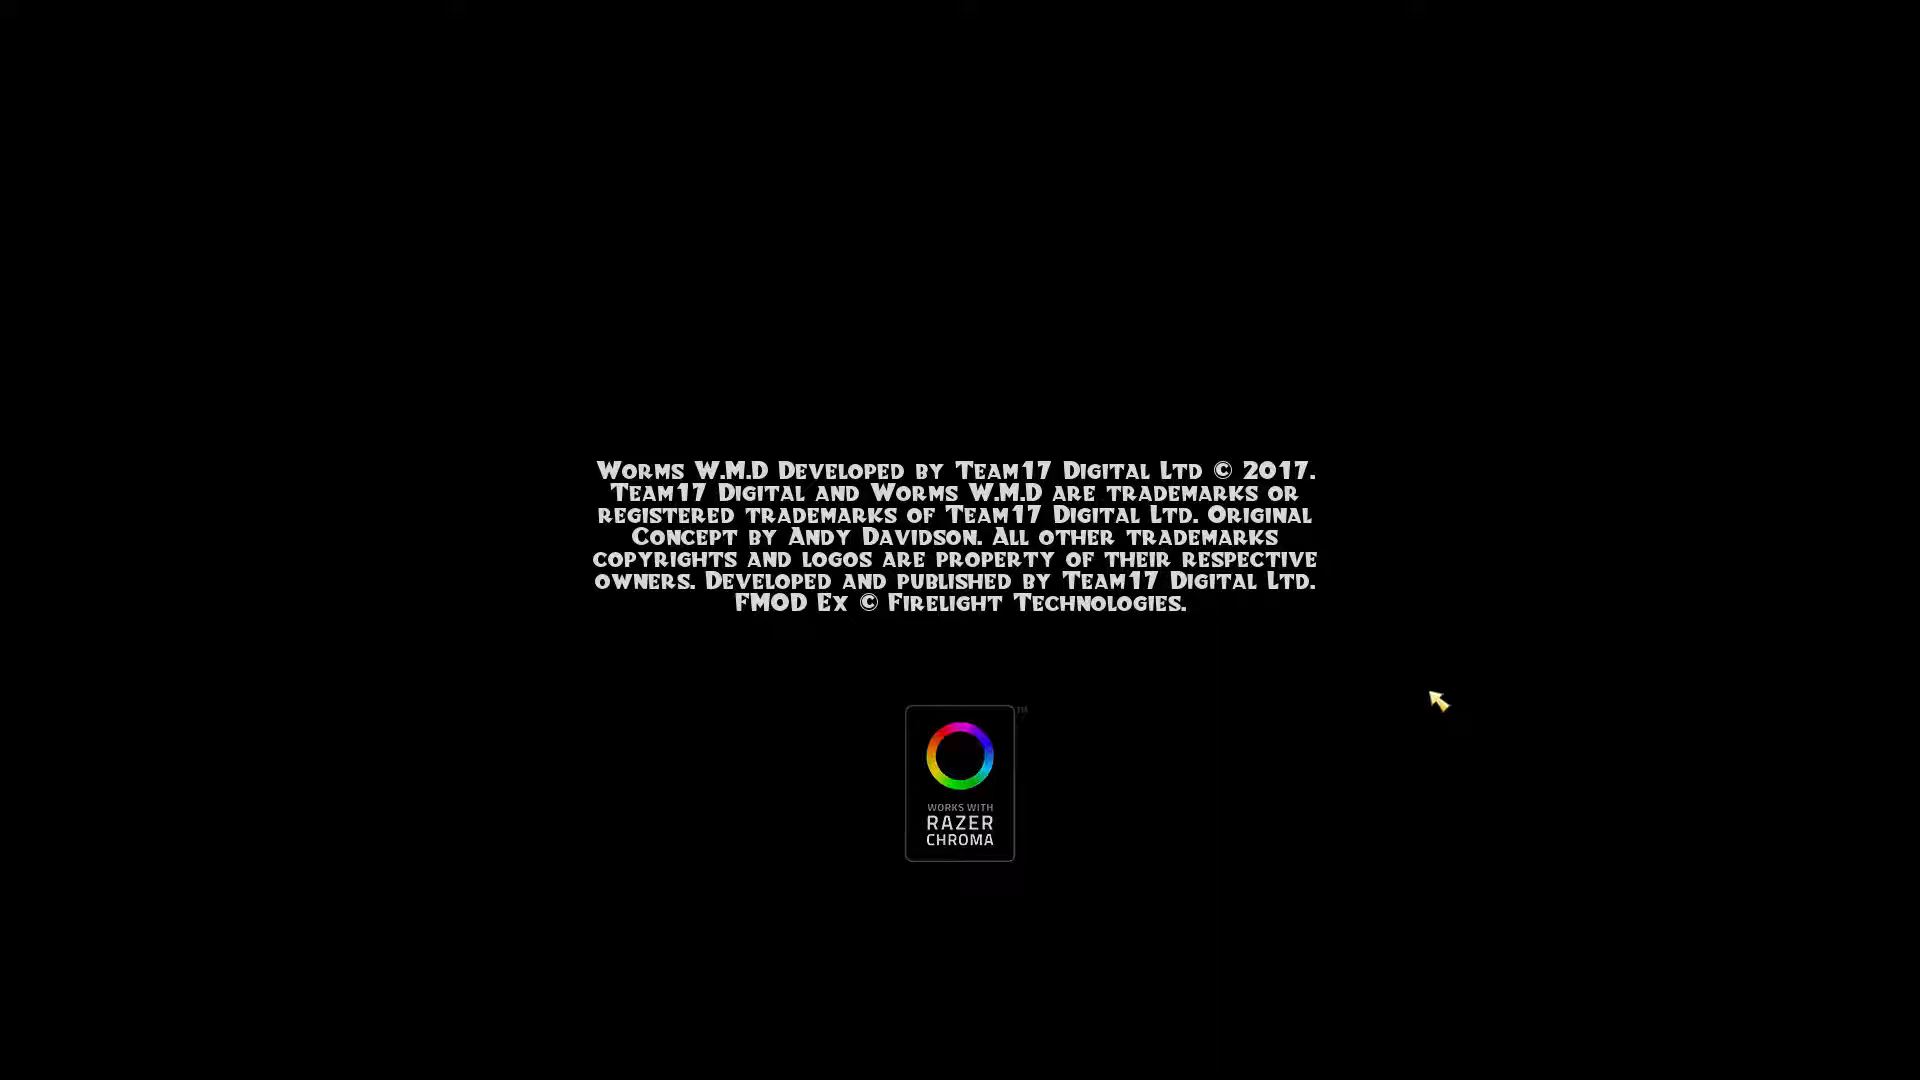 Worms W.M.D Developed by Team17 Digital Ltd © 2017.
Team17 Digital and Worms W.M.D are trademarks or
registered trademarks of Team17 Digital Ltd. Original
Concept by Andy Davidson. All other trademarks
copyrights and logos are property of their respective
owners. Developed and published by Team17 Digital Ltd.
FMOD Ex © Firelight Technologies.
TM
WORKS WITH
RAZER
CHROMA